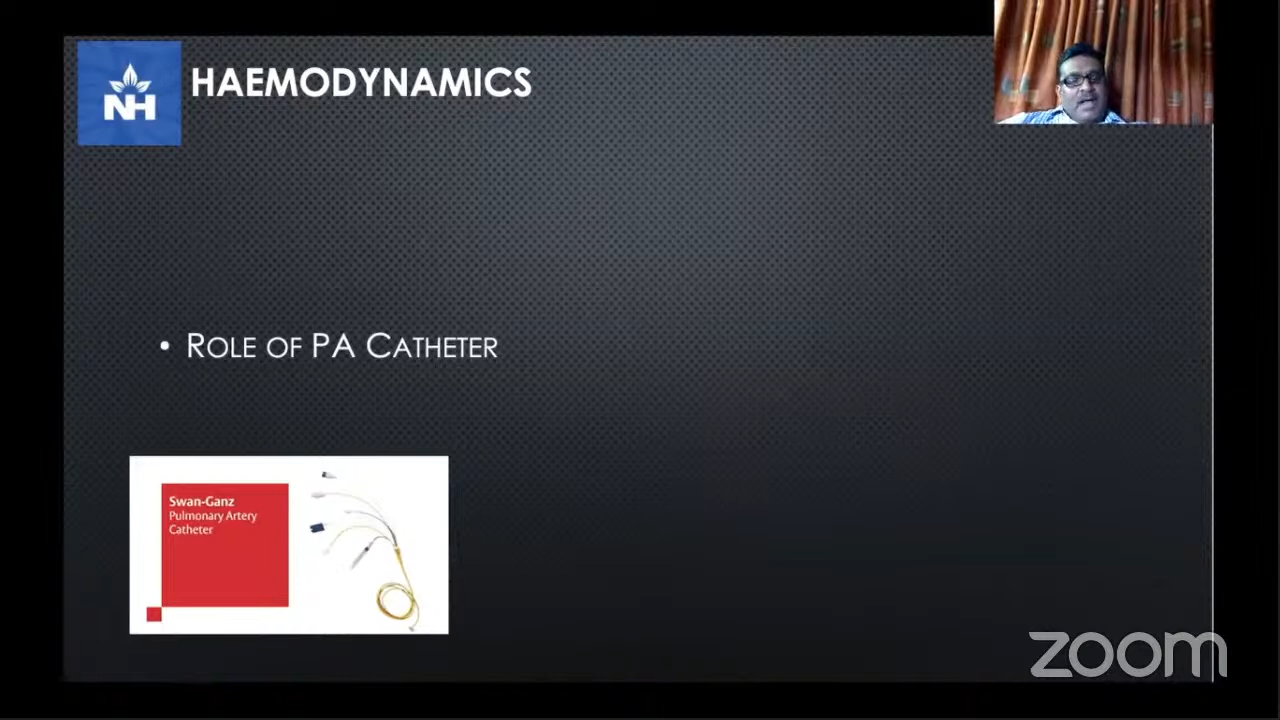 NH
HAEMODYNAMICS
• ROLE OF PA CATHETER
Swan-Ganz
Pulmonary Artery
Catheter
zoom